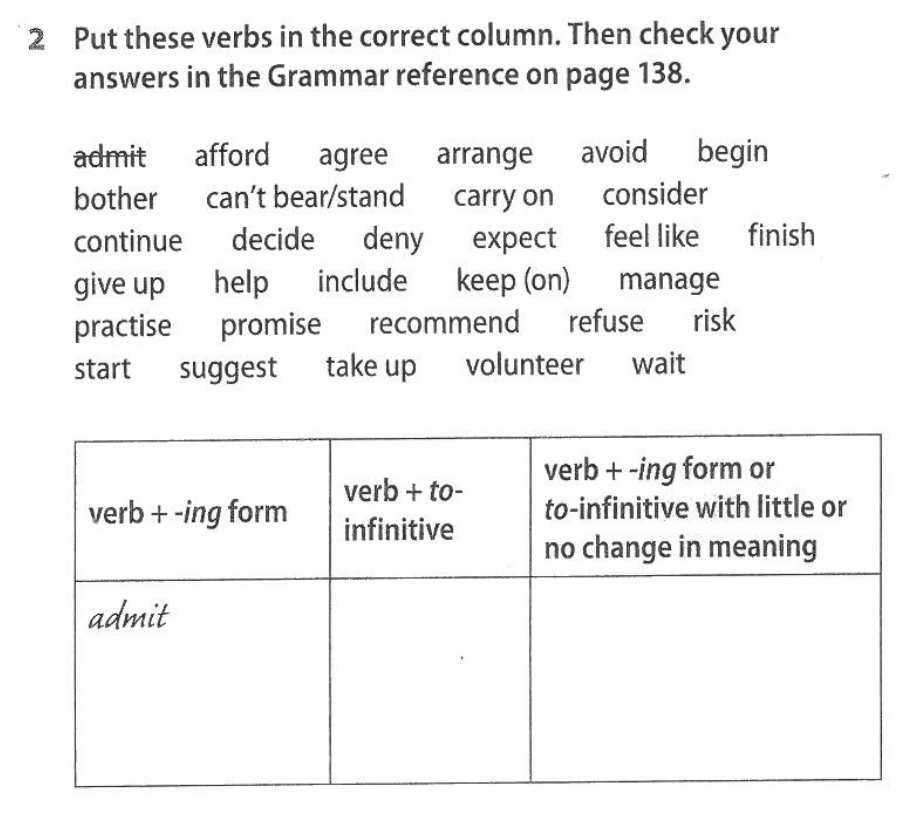 2 Put these verbs in the correct column. Then check your
answers in the Grammar reference on page 138.
admit afford agree arrange avoid begin
bother can't bear/stand carry on consider
continue decide deny expect feel like finish
give up help include keep (on) manage
practise promise recommend refuse risk
start suggest take up volunteer wait
verb + -ing form
verb + to-
infinitive
verb + -ing form or
to-infinitive with little or
no change in meaning
admit